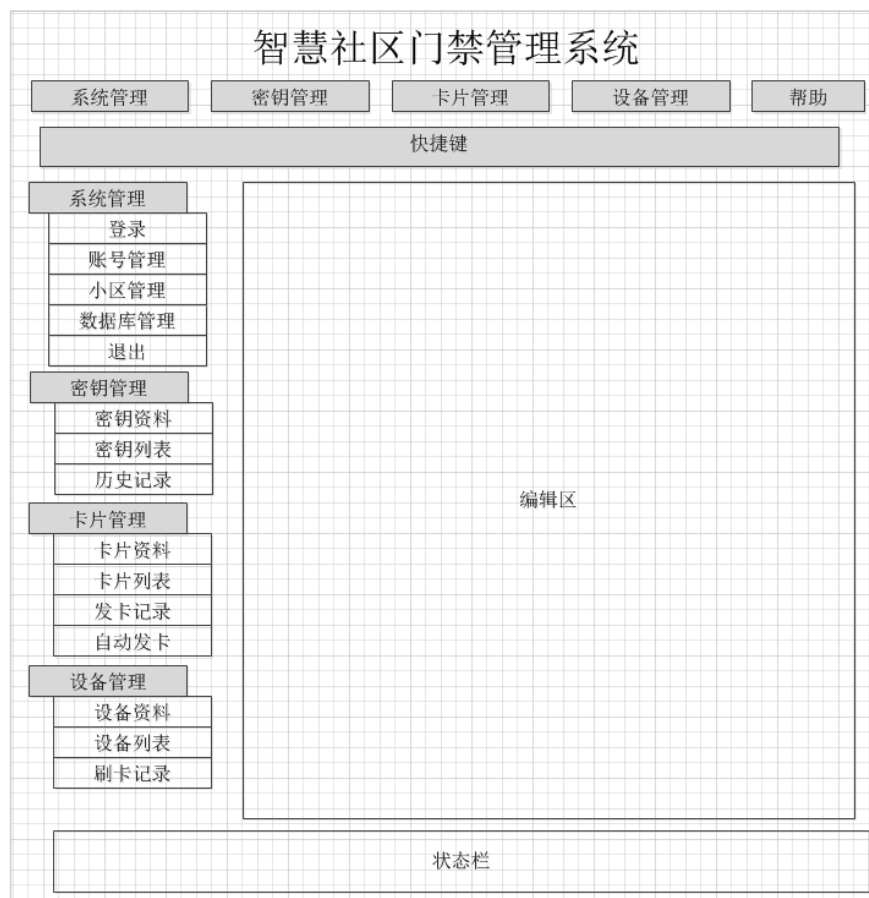 智慧社区门禁管理系统
系统管理 密钥管理 卡片管理 设备管理 帮助
快捷键
系统管理
登录
账号管理
小区管理
数据库管理
退出
密钥管理
密钥资料
密钥列表
历史记录
卡片管理
卡片资料
卡片列表
发卡记录
自动发卡
设备管理
设备资料
设备列表
刷卡记录
编辑区
状态栏